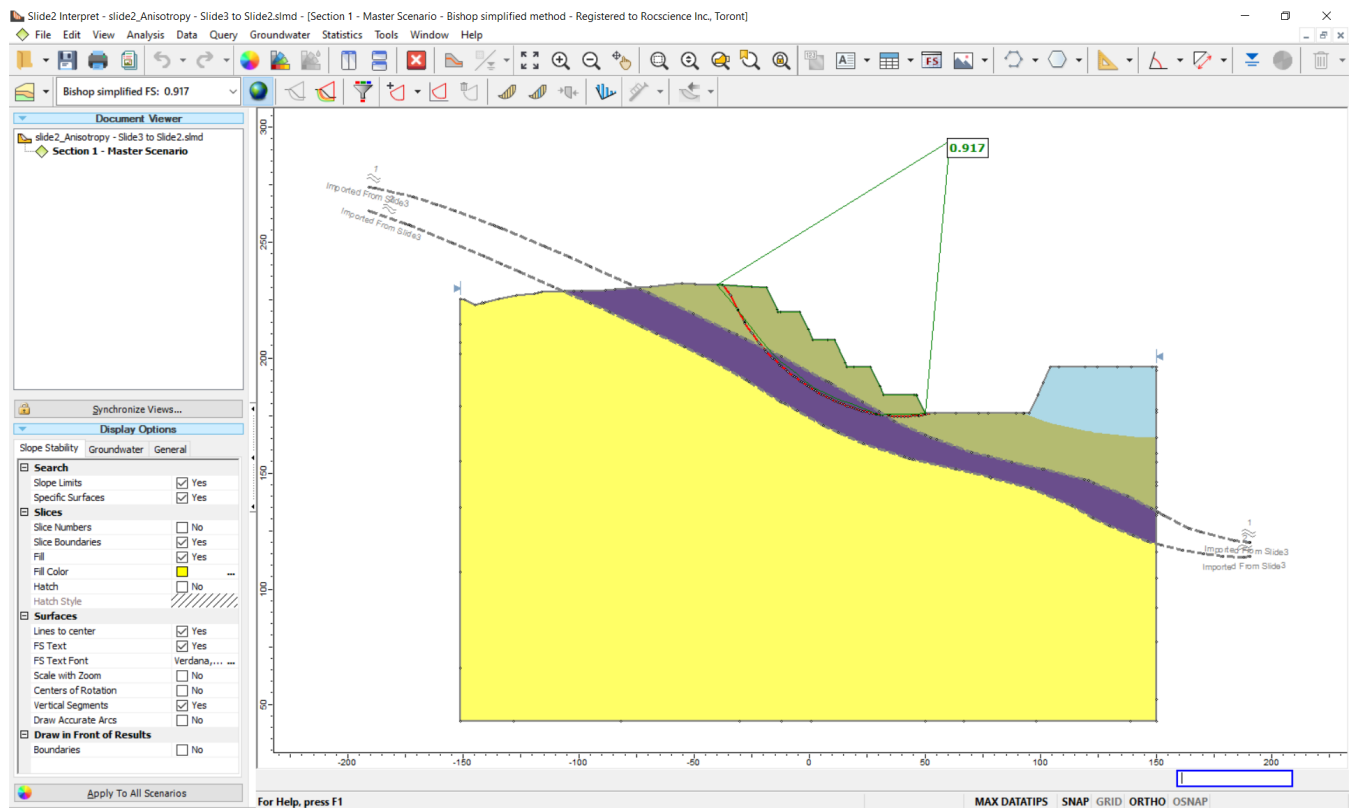 Slide2 Interpret - slide2_Anisotropy - Slide3 to Slide2.slmd - [Section 1 - Master Scenario - Bishop simplified method - Registered to Rocscience Inc., Toront]
File Edit View Analysis Data Query Groundwater Statistics Tools Window Help
A FS
Bishop simplified FS: 0.917
Document Viewer
slide2_Anisotropy - Slide3 to Slide2.slmd
Section 1 - Master Scenario
Synchronize Views...
Display Options
Slope Stability Groundwater General
Search
Slope Limits Yes
Specific Surfaces Yes
Slices
Slice Numbers No
Slice Boundaries Yes
Fill Yes
Fill Color ...
Hatch No
Hatch Style
Surfaces
Lines to center Yes
FS Text Yes
FS Text Font Verdana,... ...
Scale with Zoom No
Centers of Rotation No
Vertical Segments Yes
Draw Accurate Arcs No
Draw in Front of Results
Boundaries No
Apply To All Scenarios
300
250
200
150
100
50
0.917
1
Imported From Slide3
Imported From Slide3
1
Imported From Slide3
Imported From Slide3
-200 -150 -100 -50 0 50 100 150 200
For Help, press F1
MAX DATATIPS SNAP GRID ORTHO OSNAP